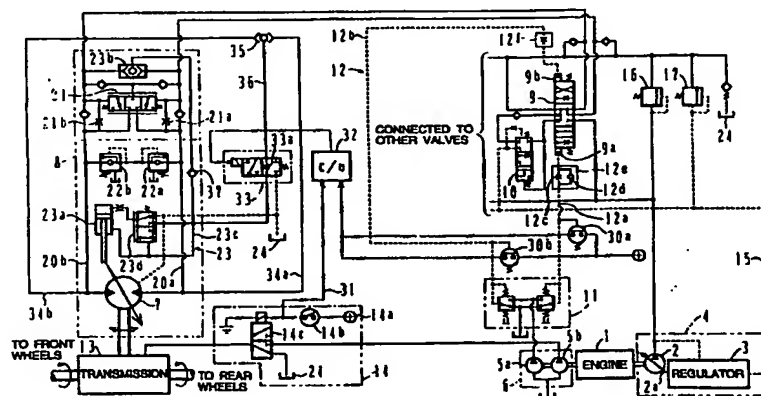 35
12b
12f
23b
12
36
9b
16
17
21
9
21b
21a
32
CONNECTED TO
OTHER VALVES
24
8
33a
C/U
9a
22b
22a
37
10
12e
33
12d
23a
12c
12a
23c
24
30b
30a
23d
23
20b
20a
34a
15
7
31
11
34b
4
14a
TO FRONT
WHEELS
14c
14b
5b
1
2
3
13
5a
ENGINE
REGULATOR
TRANSMISSION
TO REAR
WHEELS
24
14
6
2a